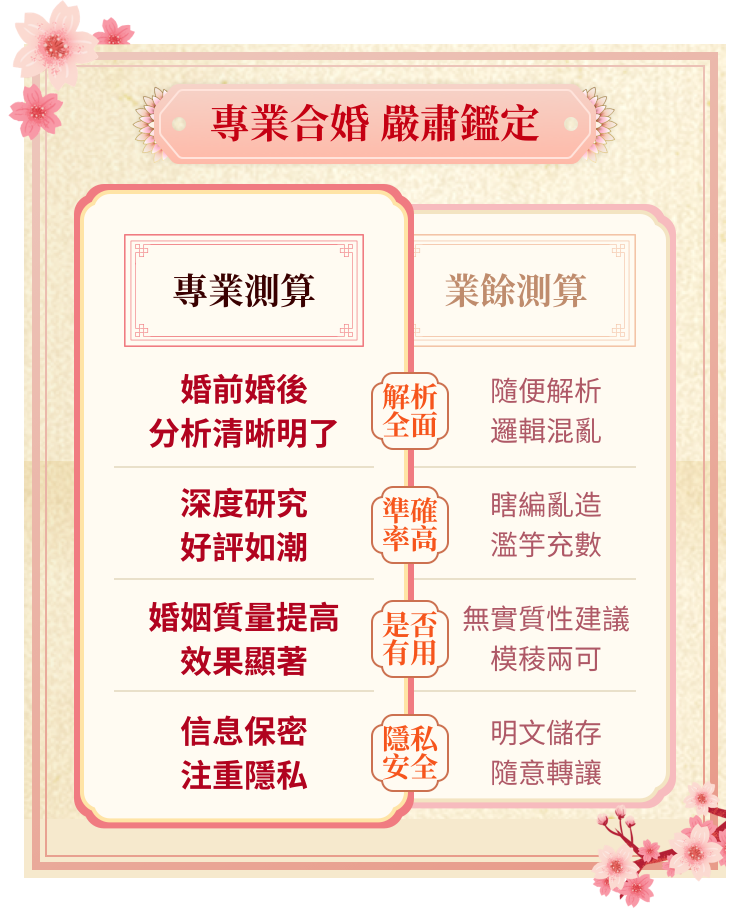 專業合婚 嚴肅鑑定
專業測算
業餘測算
婚前婚後
分析清晰明了
解析
全面
隨便解析
邏輯混亂
深度研究
好評如潮
準確
率高
瞎編亂造
濫竽充數
婚姻質量提高
效果顯著
是否
有用
無實質性建議
模稜兩可
信息保密
注重隱私
隱私
安全
明文儲存
隨意轉讓